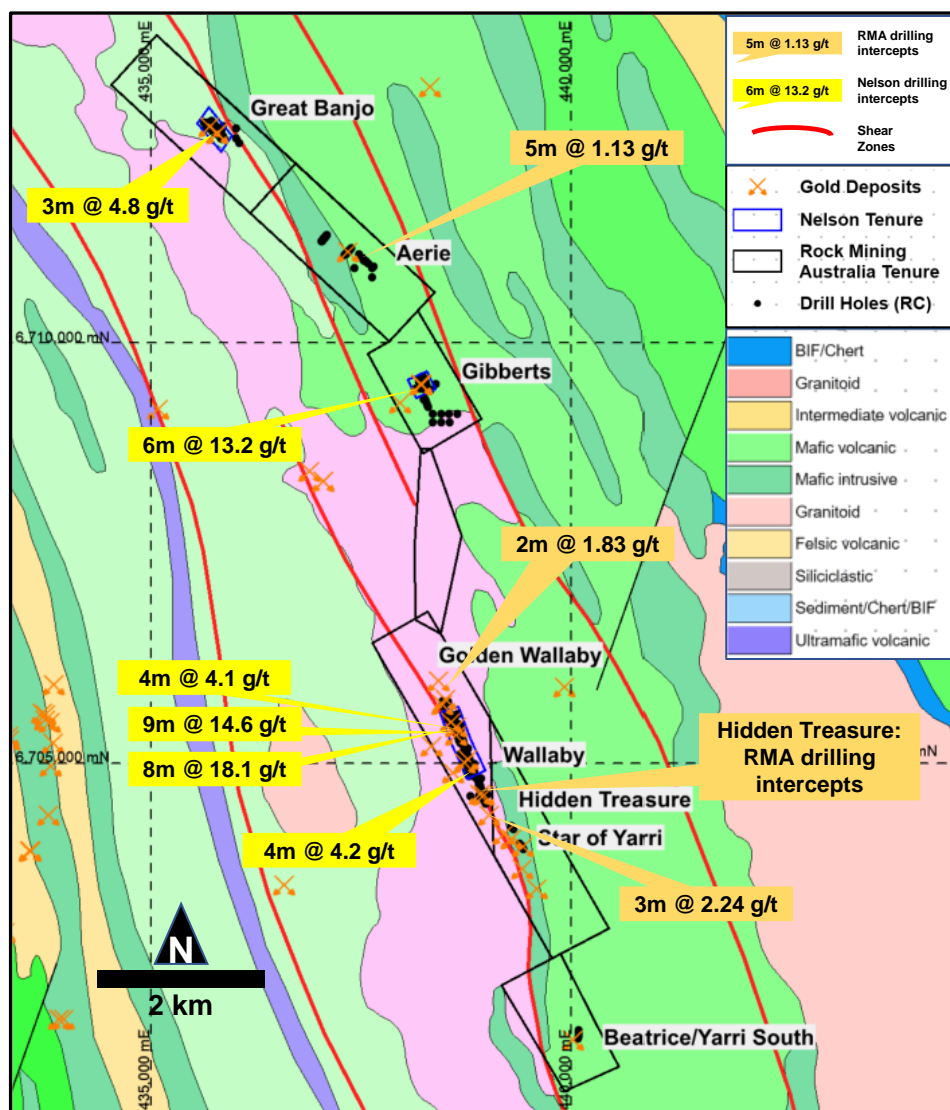 435,000 mE
440,000 mE
Great Banjo
5m @ 1.13 g/t
3m @ 4.8 g/t
Aerie
6,710,000 mN
Gibberts
6m @ 13.2 g/t
2m @ 1.83 g/t
Golden Wallaby
4m @ 4.1 g/t
9m @ 14.6 g/t
8m @ 18.1 g/t
Hidden Treasure:
RMA drilling
intercepts
6,705,000 mN
mN
Wallaby
Hidden Treasure
Star of Yarri
4m @ 4.2 g/t
3m @ 2.24 g/t
N
2 km
Beatrice/Yarri South
435,000 mE
440,000 mE
5m @ 1.13 g/t
RMA drilling
intercepts
6m @ 13.2 g/t
Nelson drilling
intercepts
Shear
Zones
Gold Deposits
Nelson Tenure
Rock Mining
Australia Tenure
Drill Holes (RC)
BIF/Chert
Granitoid
Intermediate volcanic
Mafic volcanic
Mafic intrusive
Granitoid
Felsic volcanic
Siliciclastic
Sediment/Chert/BIF
Ultramafic volcanic